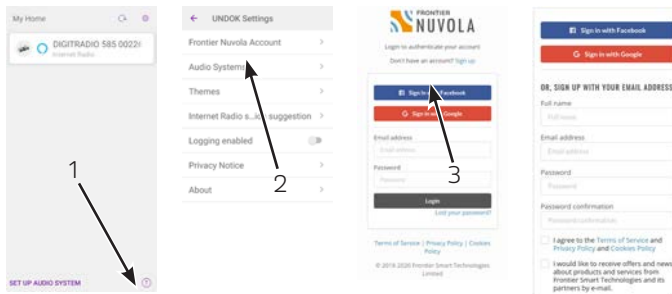 My Home
DIGITRADIO 585 0022
Internet Radio
1
SET UP AUDIO SYSTEM
?
UNDOK Settings
Frontier Nuvola Account
Audio Systems
Themes
Internet Radio s... suggestion
Logging enabled
Privacy Notice
About
2
FRONTIER
NUVOLA
Login to authenticate your account
Don't have an account? Sign up
Sign in with Facebook
G Sign in with Google
Email address
Email address
Password
Password
3
Login
Lost your password?
Terms of Service | Privacy Policy | Cookies
Policy
© 2018-2020 Frontier Smart Technologies
Limited
Sign in with Facebook
G Sign in with Google
OR, SIGN UP WITH YOUR EMAIL ADDRESS
Full name
Full name
Email address
Email address
Password
Password
Password confirmation
Password confirmation
I agree to the Terms of Service and
Privacy Policy and Cookies Policy
I would like to receive offers and news
about products and services from
Frontier Smart Technologies and its
partners by e-mail.